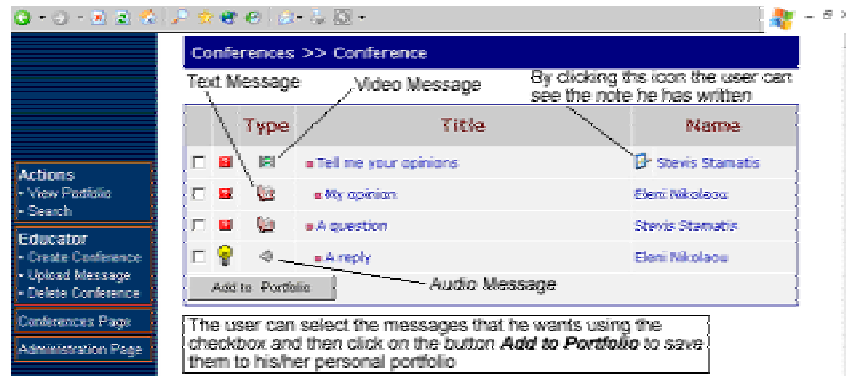 Conferences >> Conference
Text Message
Video Message
By clicking this icon the user can
see the note he has written
Type Title Name
Tell me your opinions Stevis Stamatis
My opinion Eleni Nikolaou
A question Stevis Stamatis
A reply Eleni Nikolaou
Add to Portfolio
Audio Message
The user can select the messages that he wants using the
checkbox and then click on the button Add to Portfolio to save
them to his/her personal portfolio
Actions
- View Portfolio
- Search
Educator
- Create Conference
- Upload Message
- Delete Conference
Conferences Page
Administration Page